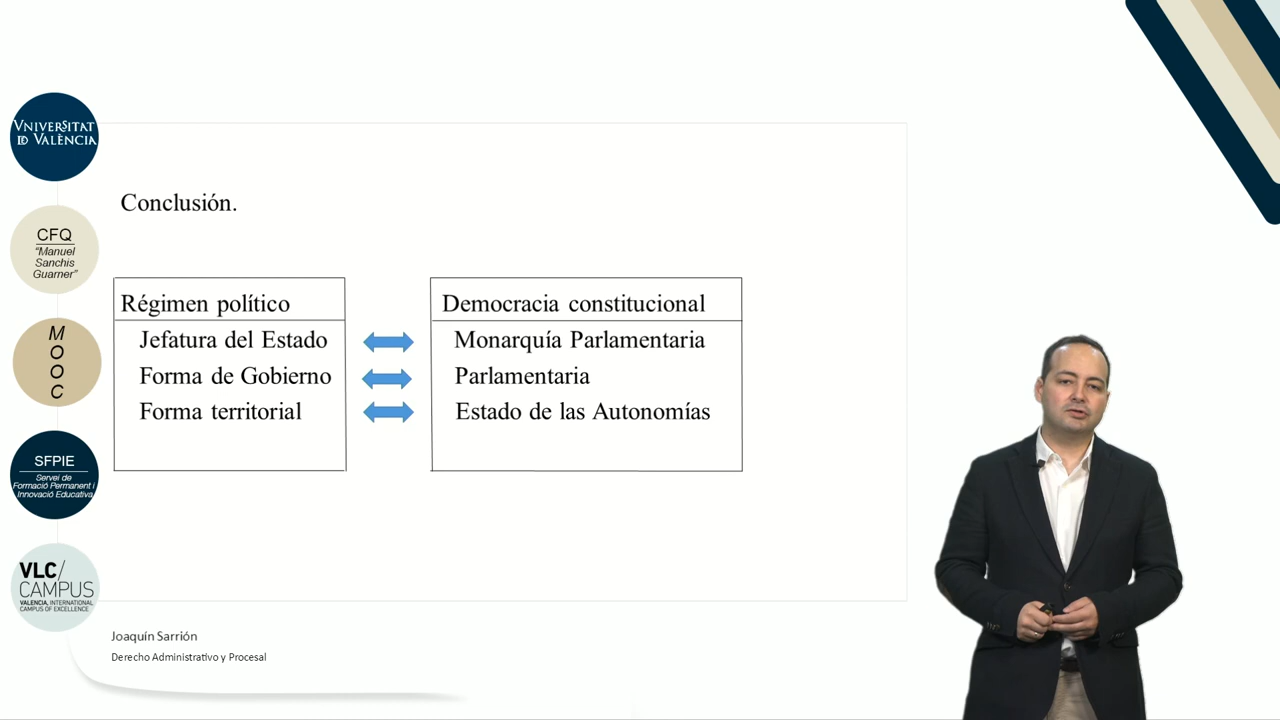 VNIVERSITAT
ID VALÈNCIA
CFQ
“Manuel
Sanchis
Guarner”
M
O
O
C
SFPIE
Servei de
Formació Permanent i
Innovació Educativa
VLC/
CAMPUS
VALENCIA, INTERNATIONAL
CAMPUS OF EXCELLENCE
Conclusión.
Régimen político
Jefatura del Estado
Forma de Gobierno
Forma territorial
Democracia constitucional
Monarquía Parlamentaria
Parlamentaria
Estado de las Autonomías
Joaquín Sarrión
Derecho Administrativo y Procesal